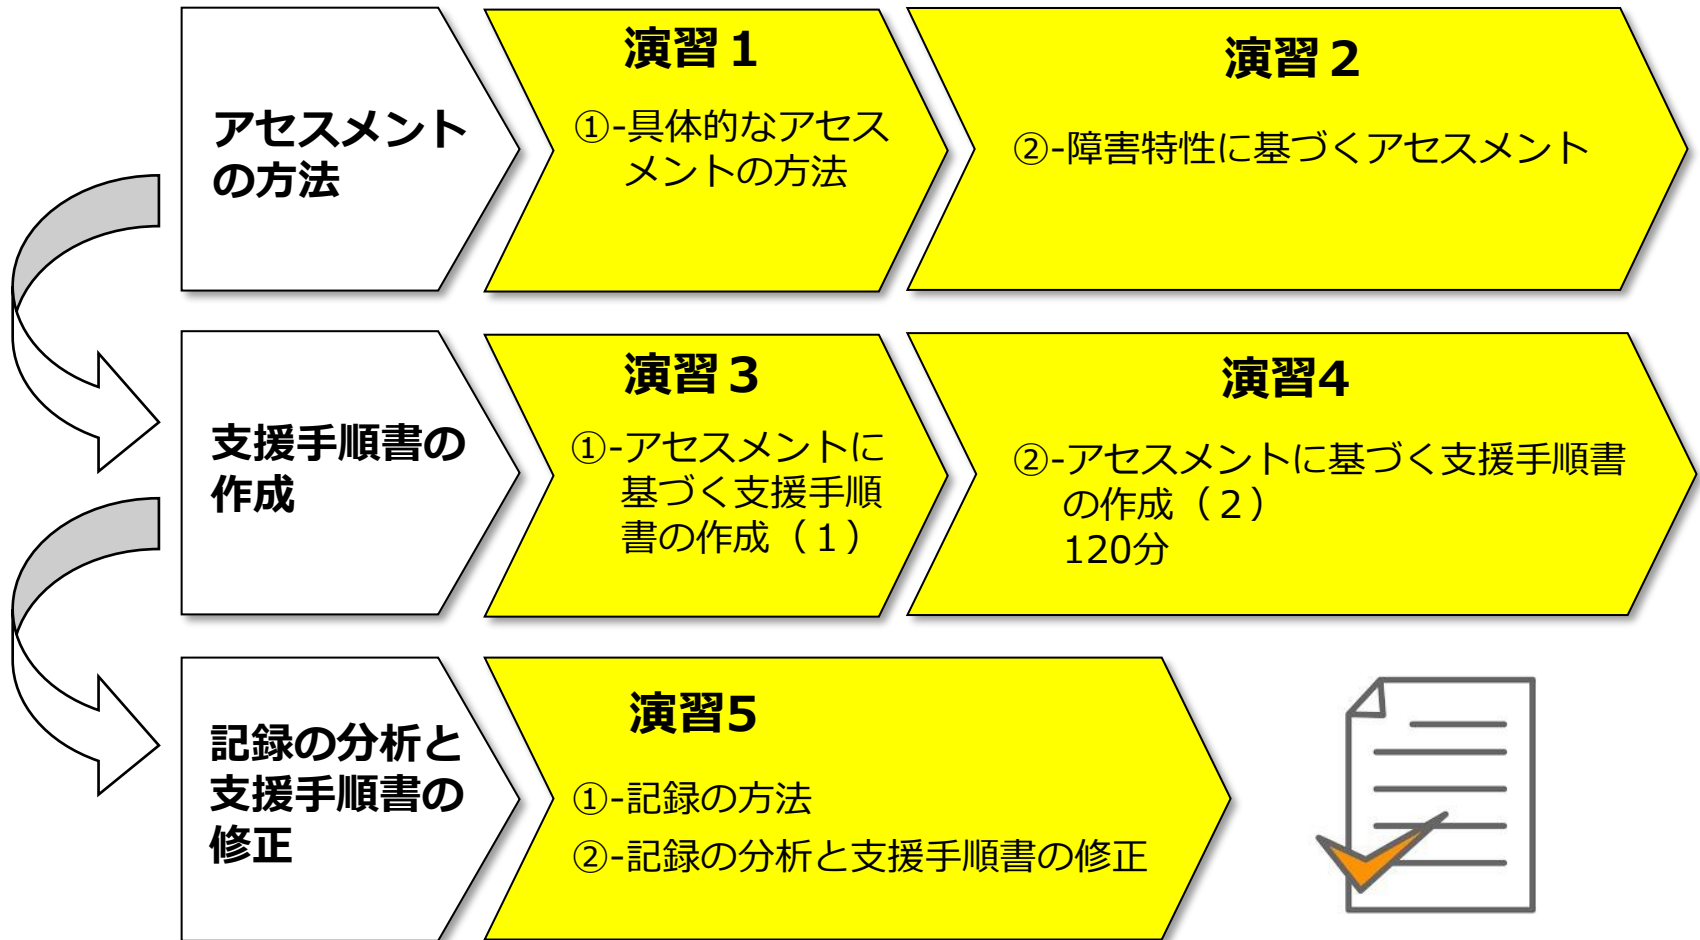 アセスメント
の方法
演習１
①-具体的なアセス
メントの方法
演習２
②-障害特性に基づくアセスメント
支援手順書の
作成
演習３
①-アセスメントに
基づく支援手順
書の作成（１）
演習4
②-アセスメントに基づく支援手順書
の作成（２）
120分
記録の分析と
支援手順書の
修正
演習5
①-記録の方法
②-記録の分析と支援手順書の修正